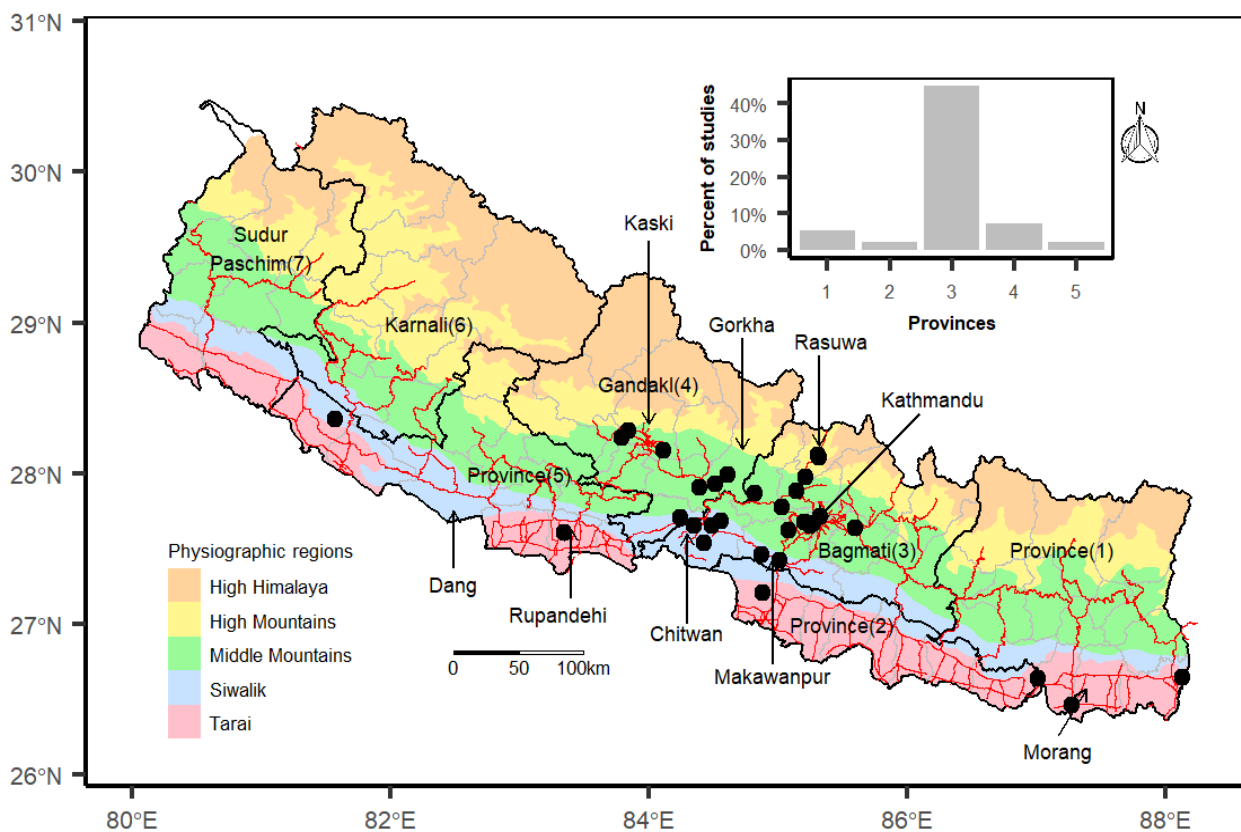 31°N
30°N
29°N
28°N
27°N
26°N
80°E
82°E
84°E
86°E
88°E
Percent of studies
40%
30%
20%
10%
0%
1
2
3
4
5
Provinces
N
Kaski
Gorkha
Rasuwa
Kathmandu
Sudur
Paschim(7)
Karnali(6)
Gandakl(4)
Province(5)
Bagmati(3)
Province(1)
Province(2)
Dang
Rupandehi
Chitwan
Makawanpur
Morang
Physiographic regions
High Himalaya
High Mountains
Middle Mountains
Siwalik
Tarai
0 50 100km